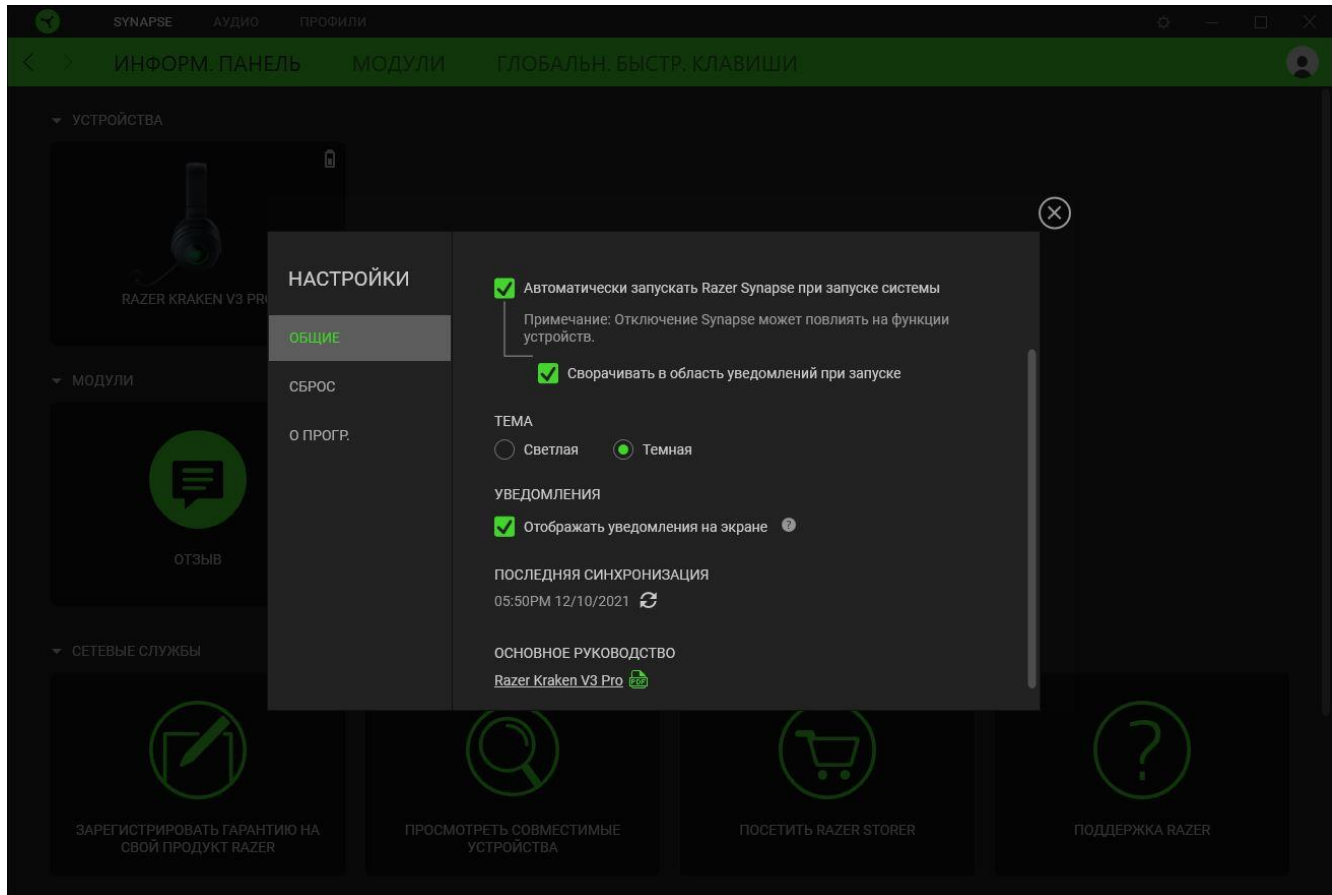 SYNAPSE
АУДИО
ПРОФИЛИ
ИНФОРМ. ПАНЕЛЬ
МОДУЛИ
ГЛОБАЛЬН. БЫСТР. КЛАВИШИ
УСТРОЙСТВА
RAZER KRAKEN V3 PR
МОДУЛИ
ОТЗЫВ
СЕТЕВЫЕ СЛУЖБЫ
ЗАРЕГИСТРИРОВАТЬ ГАРАНТИЮ НА
СВОЙ ПРОДУКТ RAZER
ПРОСМОТРЕТЬ СОВМЕСТИМЫЕ
УСТРОЙСТВА
ПОСЕТИТЬ RAZER STORER
ПОДДЕРЖКА RAZER
НАСТРОЙКИ
ОБЩИЕ
СБРОС
О ПРОГР.
Автоматически запускать Razer Synapse при запуске системы
Примечание: Отключение Synapse может повлиять на функции
устройств.
Сворачивать в область уведомлений при запуске
ТЕМА
Светлая
Темная
УВЕДОМЛЕНИЯ
Отображать уведомления на экране ?
ПОСЛЕДНЯЯ СИНХРОНИЗАЦИЯ
05:50PM 12/10/2021
ОСНОВНОЕ РУКОВОДСТВО
Razer Kraken V3 Pro PDF